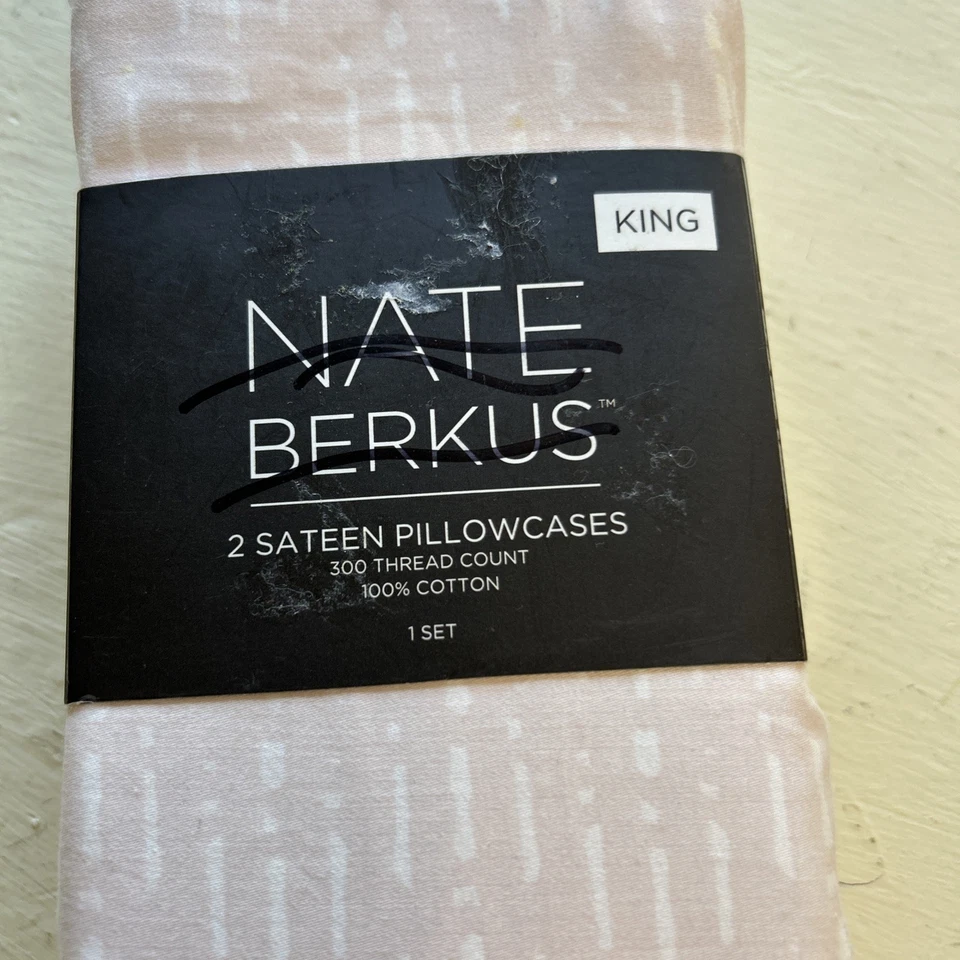 KING
NATE
BERKUS™
2 SATEEN PILLOWCASES
300 THREAD COUNT
100% COTTON
1 SET